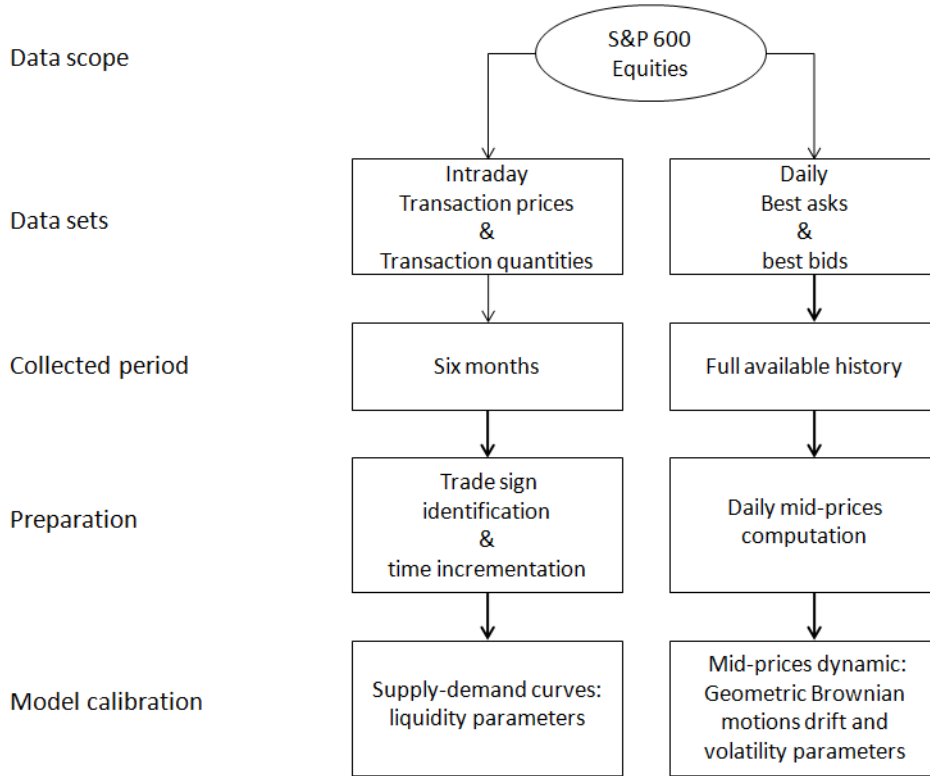 Data scope
S&P 600
Equities
Data sets
Intraday
Transaction prices
&
Transaction quantities
Daily
Best asks
&
best bids
Collected period
Six months
Full available history
Preparation
Trade sign
identification
&
time incrementation
Daily mid-prices
computation
Model calibration
Supply-demand curves:
liquidity parameters
Mid-prices dynamic:
Geometric Brownian
motions drift and
volatility parameters